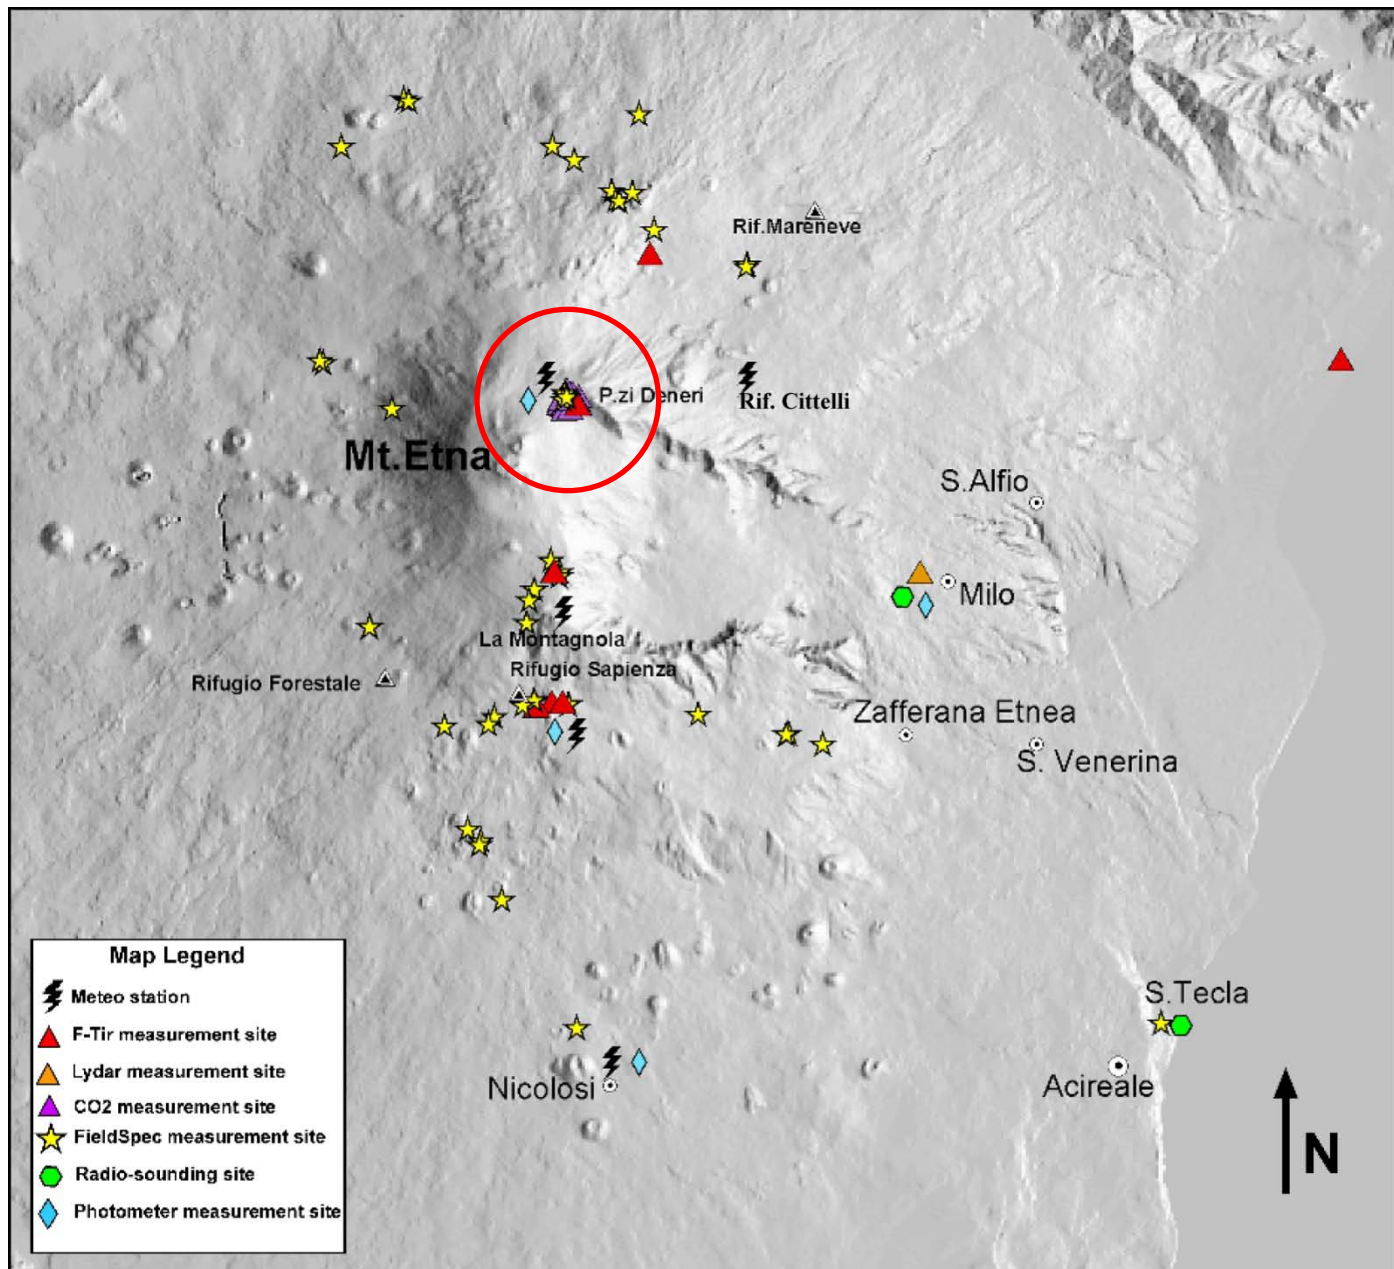 Rif.Mareneve
P.zi Deneri
Rif. Cittelli
Mt.Etna
S.Alfio
Milo
La Montagnola
Rifugio Sapienza
Rifugio Forestale
Zafferana Etnea
S. Venerina
Map Legend
Meteo station
F-Tir measurement site
Lydar measurement site
CO2 measurement site
FieldSpec measurement site
Radio-sounding site
Photometer measurement site
S.Tecla
Nicolosi
Acireale
N